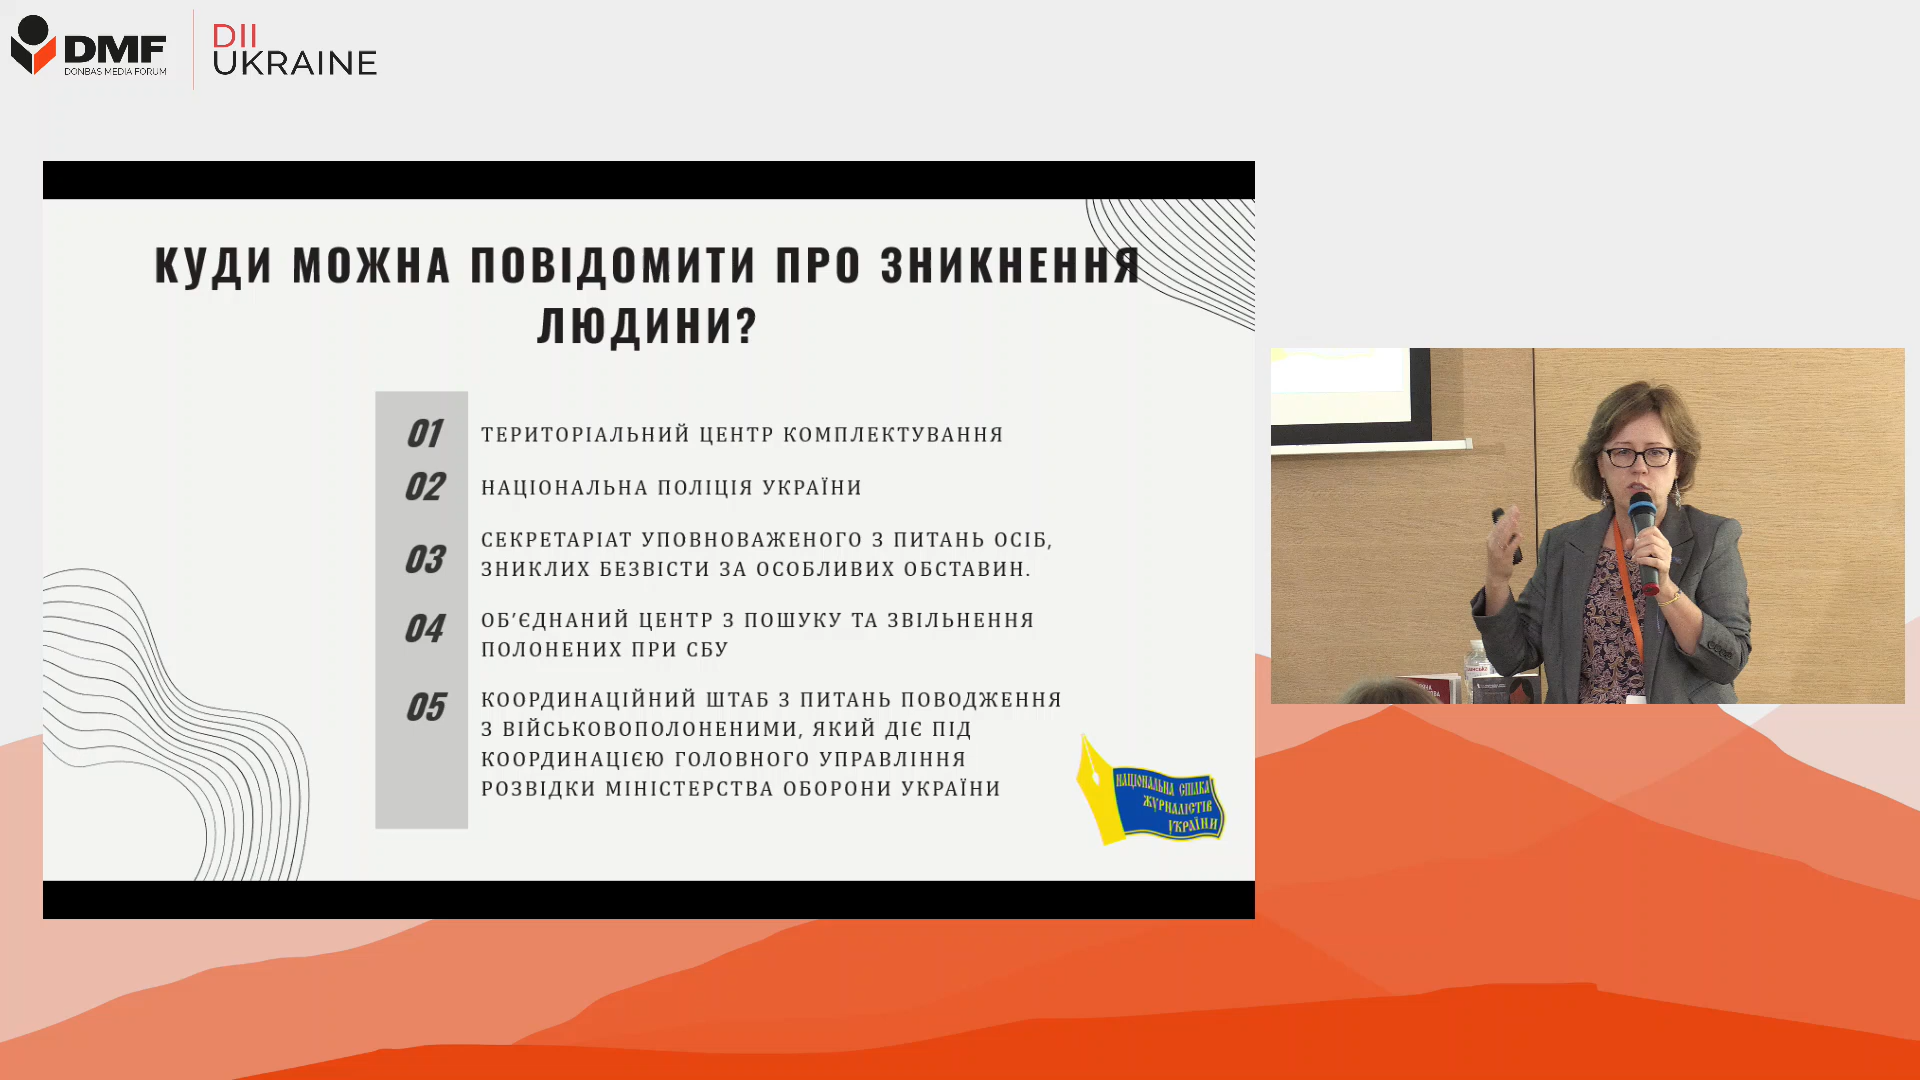 DMF
DONBAS MEDIA FORUM
DII
UKRAINE
КУДИ МОЖНА ПОВІДОМИТИ ПРО ЗНИКНЕННЯ
ЛЮДИНИ?
01 ТЕРИТОРІАЛЬНИЙ ЦЕНТР КОМПЛЕКТУВАННЯ
02 НАЦІОНАЛЬНА ПОЛІЦІЯ УКРАЇНИ
03 СЕКРЕТАРІАТ УПОВНОВАЖЕНОГО З ПИТАНЬ ОСІБ,
ЗНИКЛИХ БЕЗВІСТИ ЗА ОСОБЛИВИХ ОБСТАВИН.
04 ОБ’ЄДНАНИЙ ЦЕНТР З ПОШУКУ ТА ЗВІЛЬНЕННЯ
ПОЛОНЕНИХ ПРИ СБУ
05 КООРДИНАЦІЙНИЙ ШТАБ З ПИТАНЬ ПОВОДЖЕННЯ
З ВІЙСЬКОВОПОЛОНЕНИМИ, ЯКИЙ ДІЄ ПІД
КООРДИНАЦІЄЮ ГОЛОВНОГО УПРАВЛІННЯ
РОЗВІДКИ МІНІСТЕРСТВА ОБОРОНИ УКРАЇНИ
НАЦІОНАЛЬНА СПІЛКА
ЖУРНАЛІСТІВ
УКРАЇНИ